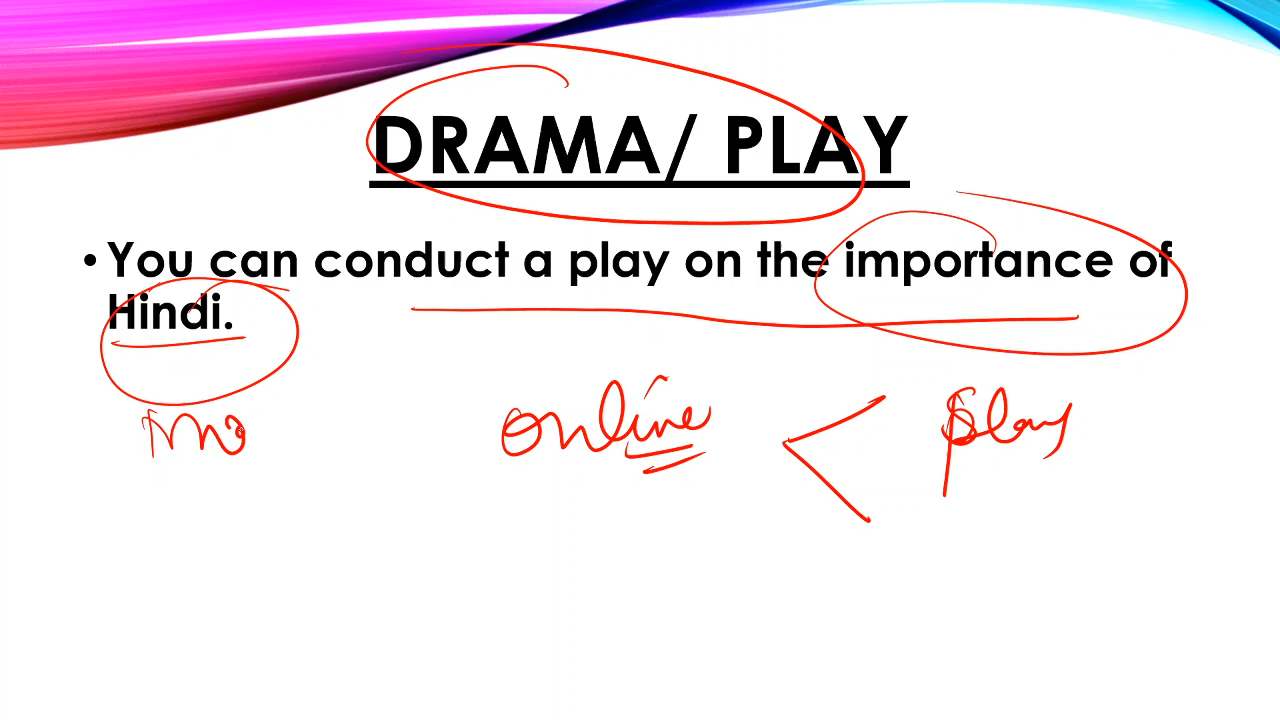 DRAMA/ PLAY
• You can conduct a play on the importance of
Hindi.
online < play